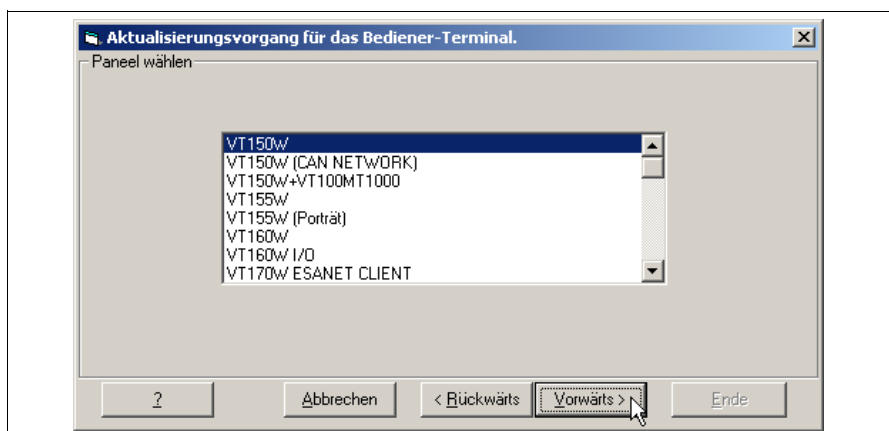 Aktualisierungsvorgang für das Bediener-Terminal.
Paneel wählen
VT150W
VT150W (CAN NETWORK)
VT150W+VT100MT1000
VT155W
VT155W (Porträt)
VT160W
VT160W I/O
VT170W ESANET CLIENT
? Abbrechen < Rückwärts Vorwärts > Ende